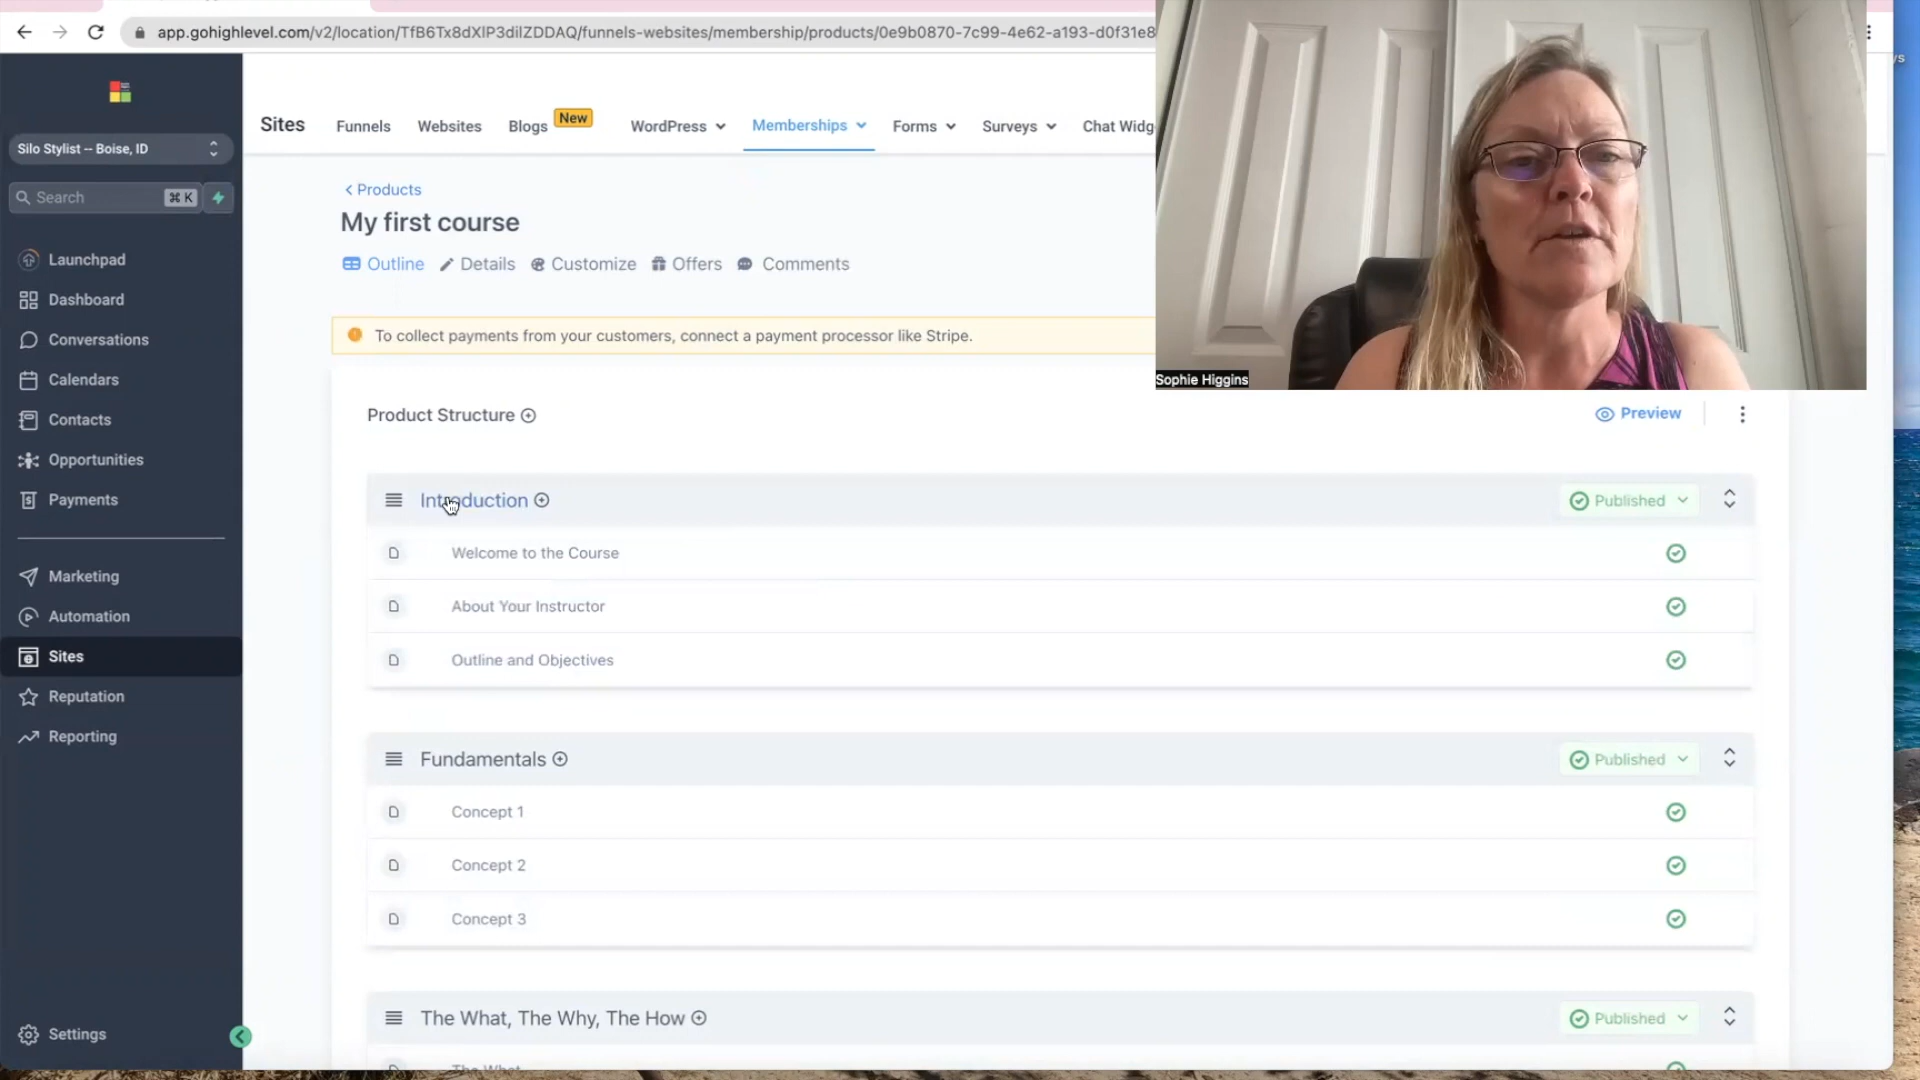 app.gohighlevel.com/v2/location/TfB6Tx8dXlP3dilZDDAQ/funnels-websites/membership/products/0e9b0870-7c99-4e62-a193-d0f31e8
Silo Stylist -- Boise, ID
Search
⌘ K
Launchpad
Dashboard
Conversations
Calendars
Contacts
Opportunities
Payments
Marketing
Automation
Sites
Reputation
Reporting
Settings
Sites
Funnels
Websites
Blogs
New
WordPress
Memberships
Forms
Surveys
Chat Widg
Products
My first course
Outline
Details
Customize
Offers
Comments
To collect payments from your customers, connect a payment processor like Stripe.
Sophie Higgins
Product Structure
Preview
Introduction
Published
Welcome to the Course
About Your Instructor
Outline and Objectives
Fundamentals
Published
Concept 1
Concept 2
Concept 3
The What, The Why, The How
Published
The What